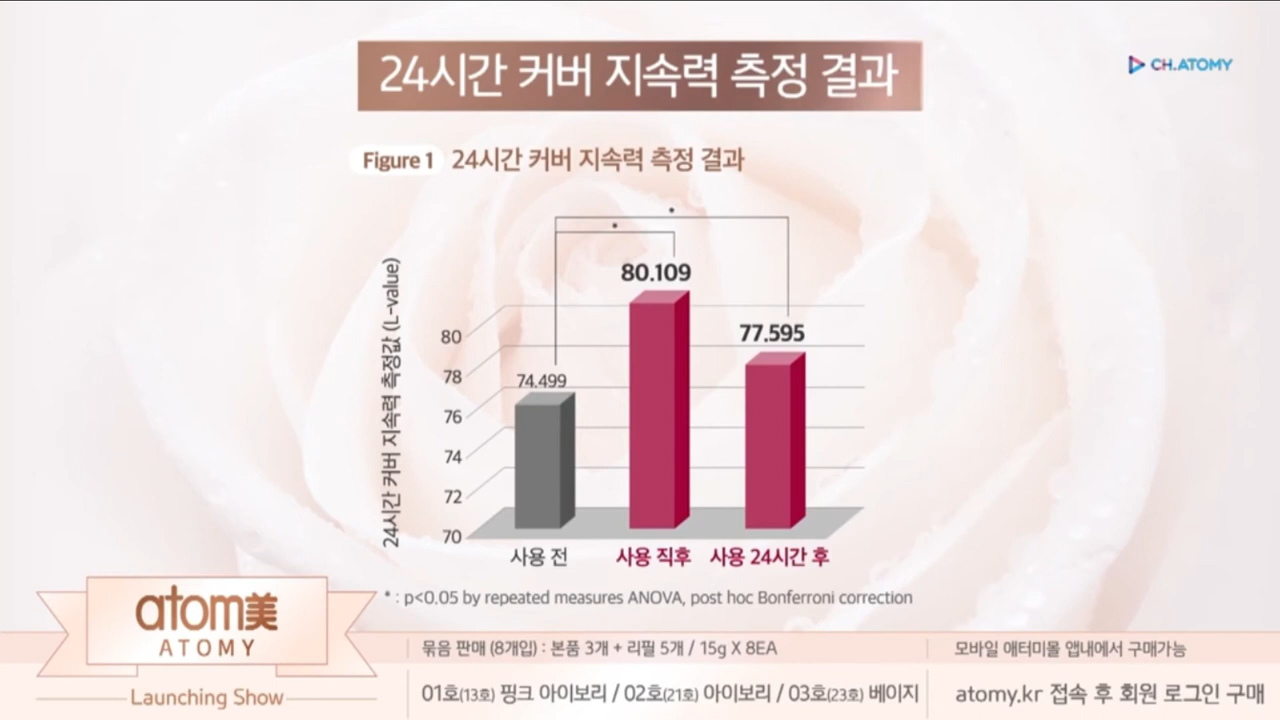 24시간 커버 지속력 측정 결과
CH.ATOMY
Figure 1 24시간 커버 지속력 측정 결과
* *
24시간 커버 지속력 측정값 (L-value)
80.109
77.595
74.499
80
78
76
74
72
70
사용 전 사용 직후 사용 24시간 후
* : p<0.05 by repeated measures ANOVA, post hoc Bonferroni correction
atom美
ATOMY
Launching Show
묶음 판매 (8개입) : 본품 3개 + 리필 5개 / 15g X 8EA
모바일 애터미몰 앱내에서 구매가능
01호(13호) 핑크 아이보리 / 02호(21호) 아이보리 / 03호(23호) 베이지
atomy.kr 접속 후 회원 로그인 구매